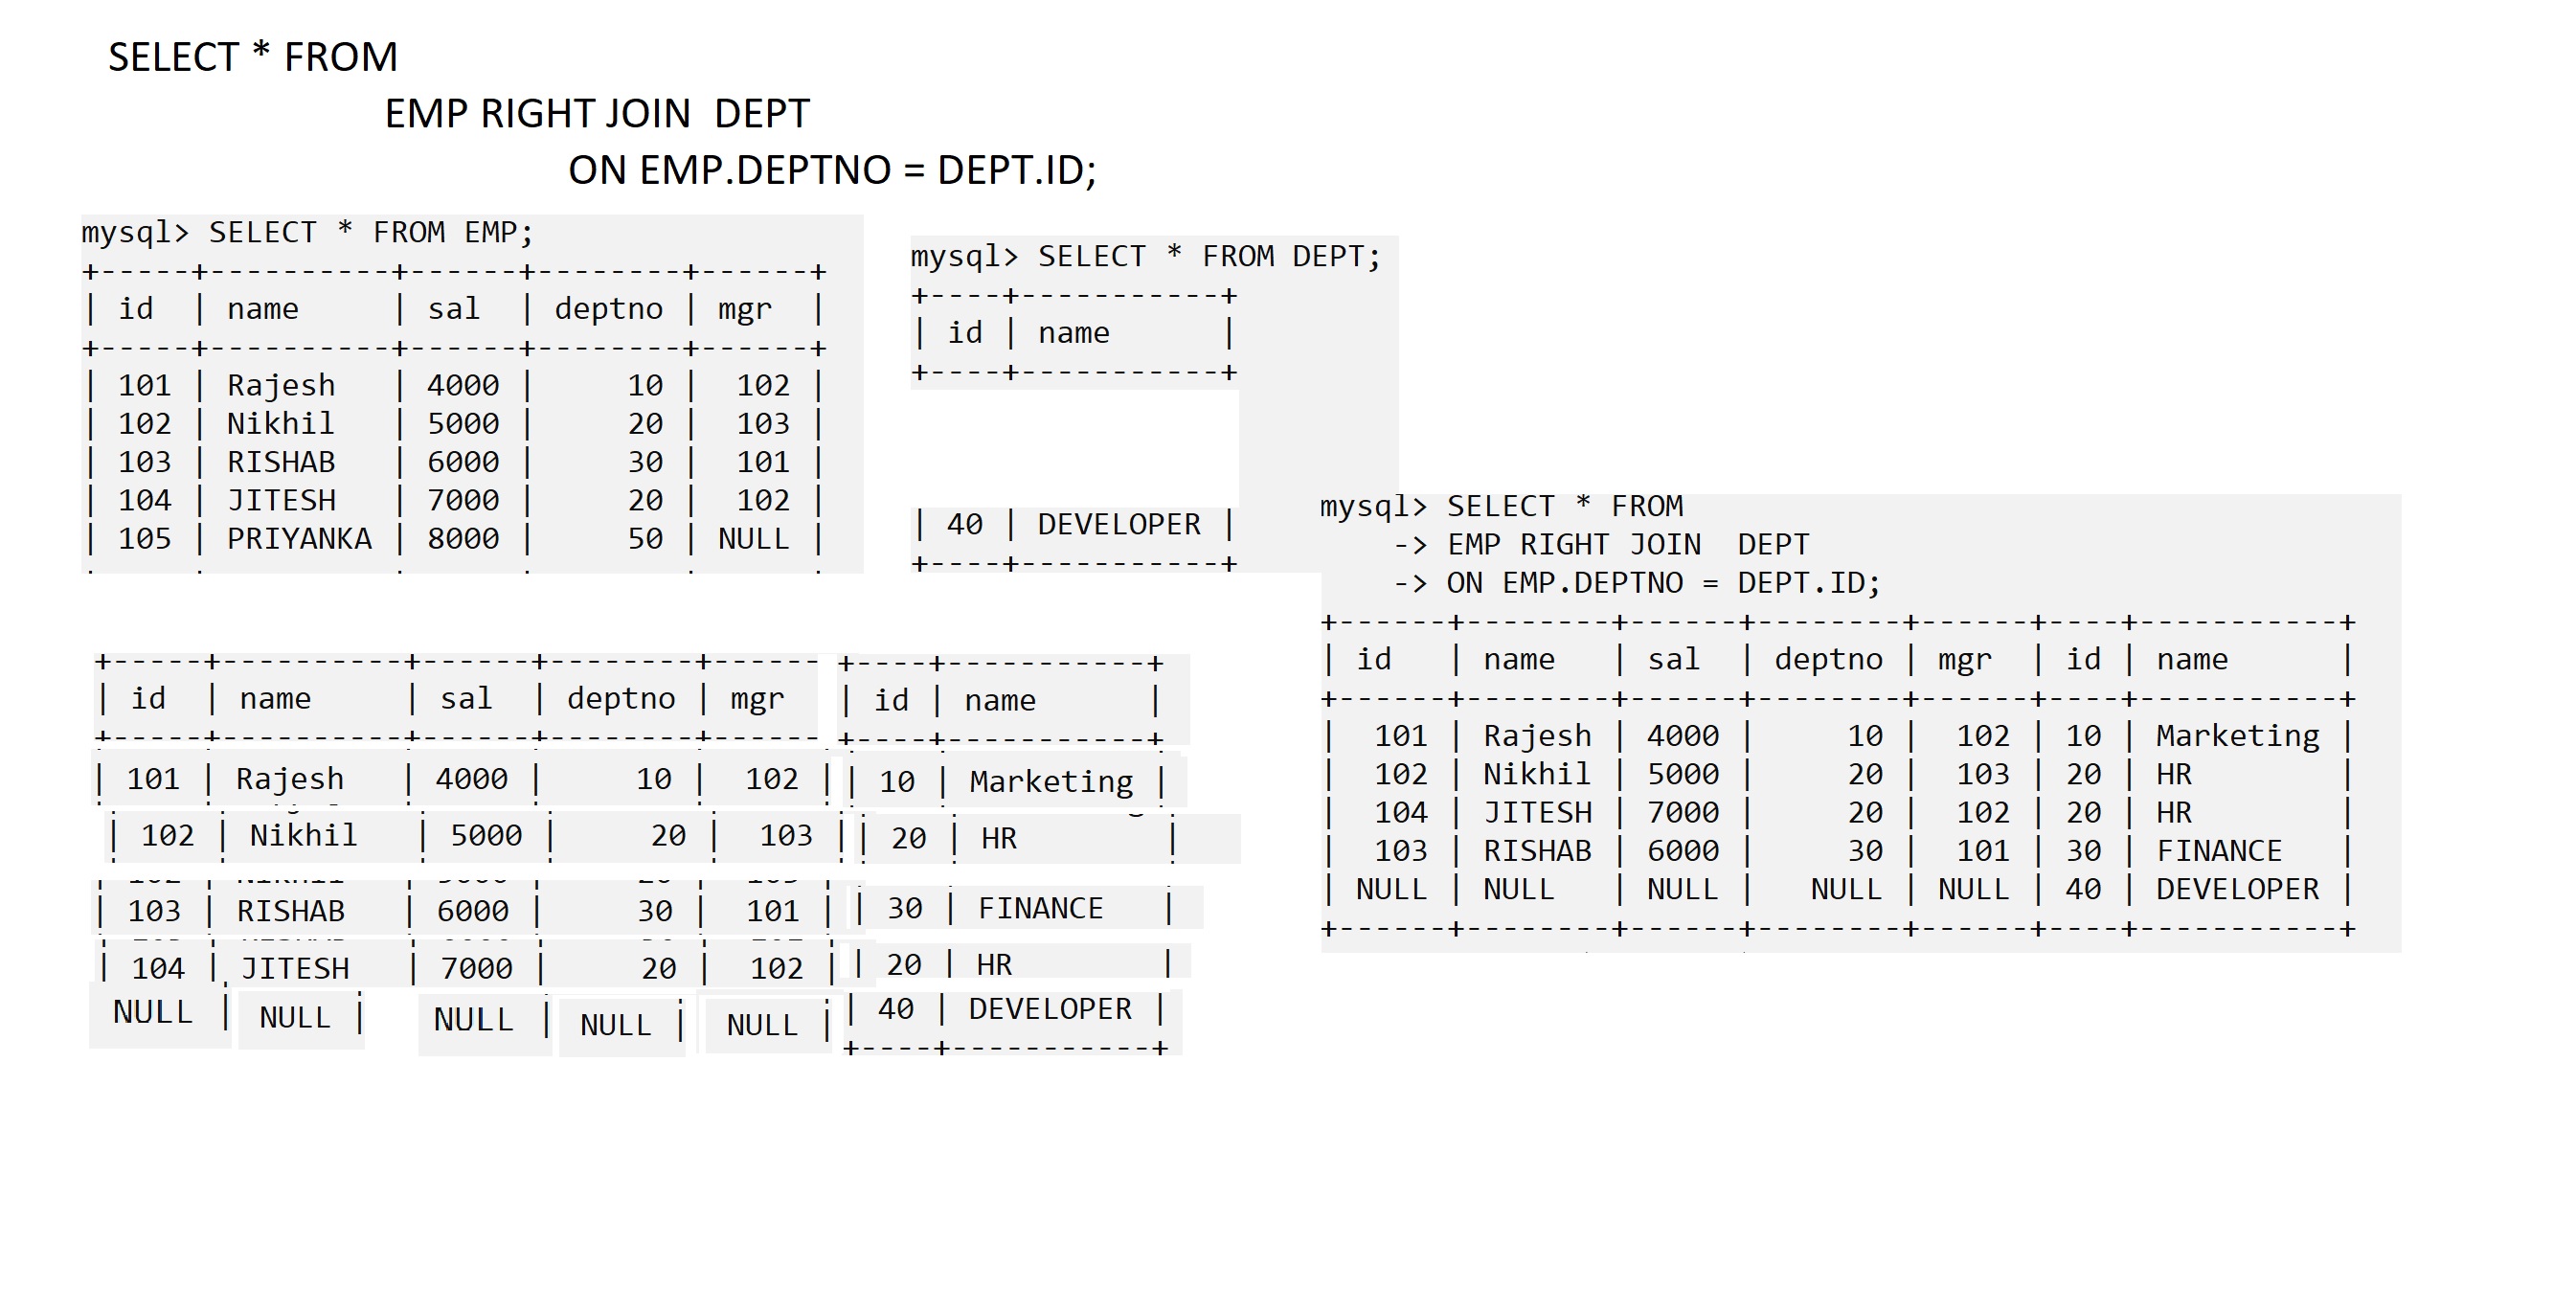 SELECT * FROM
EMP RIGHT JOIN  DEPT
ON EMP.DEPTNO = DEPT.ID;
mysql> SELECT * FROM EMP;
+-----+----------+------+--------+------+
| id  | name     | sal  | deptno | mgr  |
+-----+----------+------+--------+------+
| 101 | Rajesh   | 4000 |     10 |  102 |
| 102 | Nikhil   | 5000 |     20 |  103 |
| 103 | RISHAB   | 6000 |     30 |  101 |
| 104 | JITESH   | 7000 |     20 |  102 |
| 105 | PRIYANKA | 8000 |     50 | NULL |
mysql> SELECT * FROM DEPT;
+----+-----------+
| id | name      |
+----+-----------+
| 40 | DEVELOPER |
+----+-----------+
+-----+----------+------+--------+------ +----+-----------+
| id  | name     | sal  | deptno | mgr   | id | name      |
+-----+----------+------+--------+------ +----+-----------+
| 101 | Rajesh   | 4000 |     10 |  102 | | 10 | Marketing |
| 102 | Nikhil   | 5000 |     20 |  103 | | 20 | HR        |
| 103 | RISHAB   | 6000 |     30 |  101 | | 30 | FINANCE   |
| 104 | JITESH   | 7000 |     20 |  102 | | 20 | HR        |
NULL | NULL | NULL | NULL | NULL | | 40 | DEVELOPER |
+----+-----------+
mysql> SELECT * FROM
    -> EMP RIGHT JOIN  DEPT
    -> ON EMP.DEPTNO = DEPT.ID;
+------+--------+------+--------+------+----+-----------+
| id   | name   | sal  | deptno | mgr  | id | name      |
+------+--------+------+--------+------+----+-----------+
|  101 | Rajesh | 4000 |     10 |  102 | 10 | Marketing |
|  102 | Nikhil | 5000 |     20 |  103 | 20 | HR        |
|  104 | JITESH | 7000 |     20 |  102 | 20 | HR        |
|  103 | RISHAB | 6000 |     30 |  101 | 30 | FINANCE   |
| NULL | NULL   | NULL |   NULL | NULL | 40 | DEVELOPER |
+------+--------+------+--------+------+----+-----------+